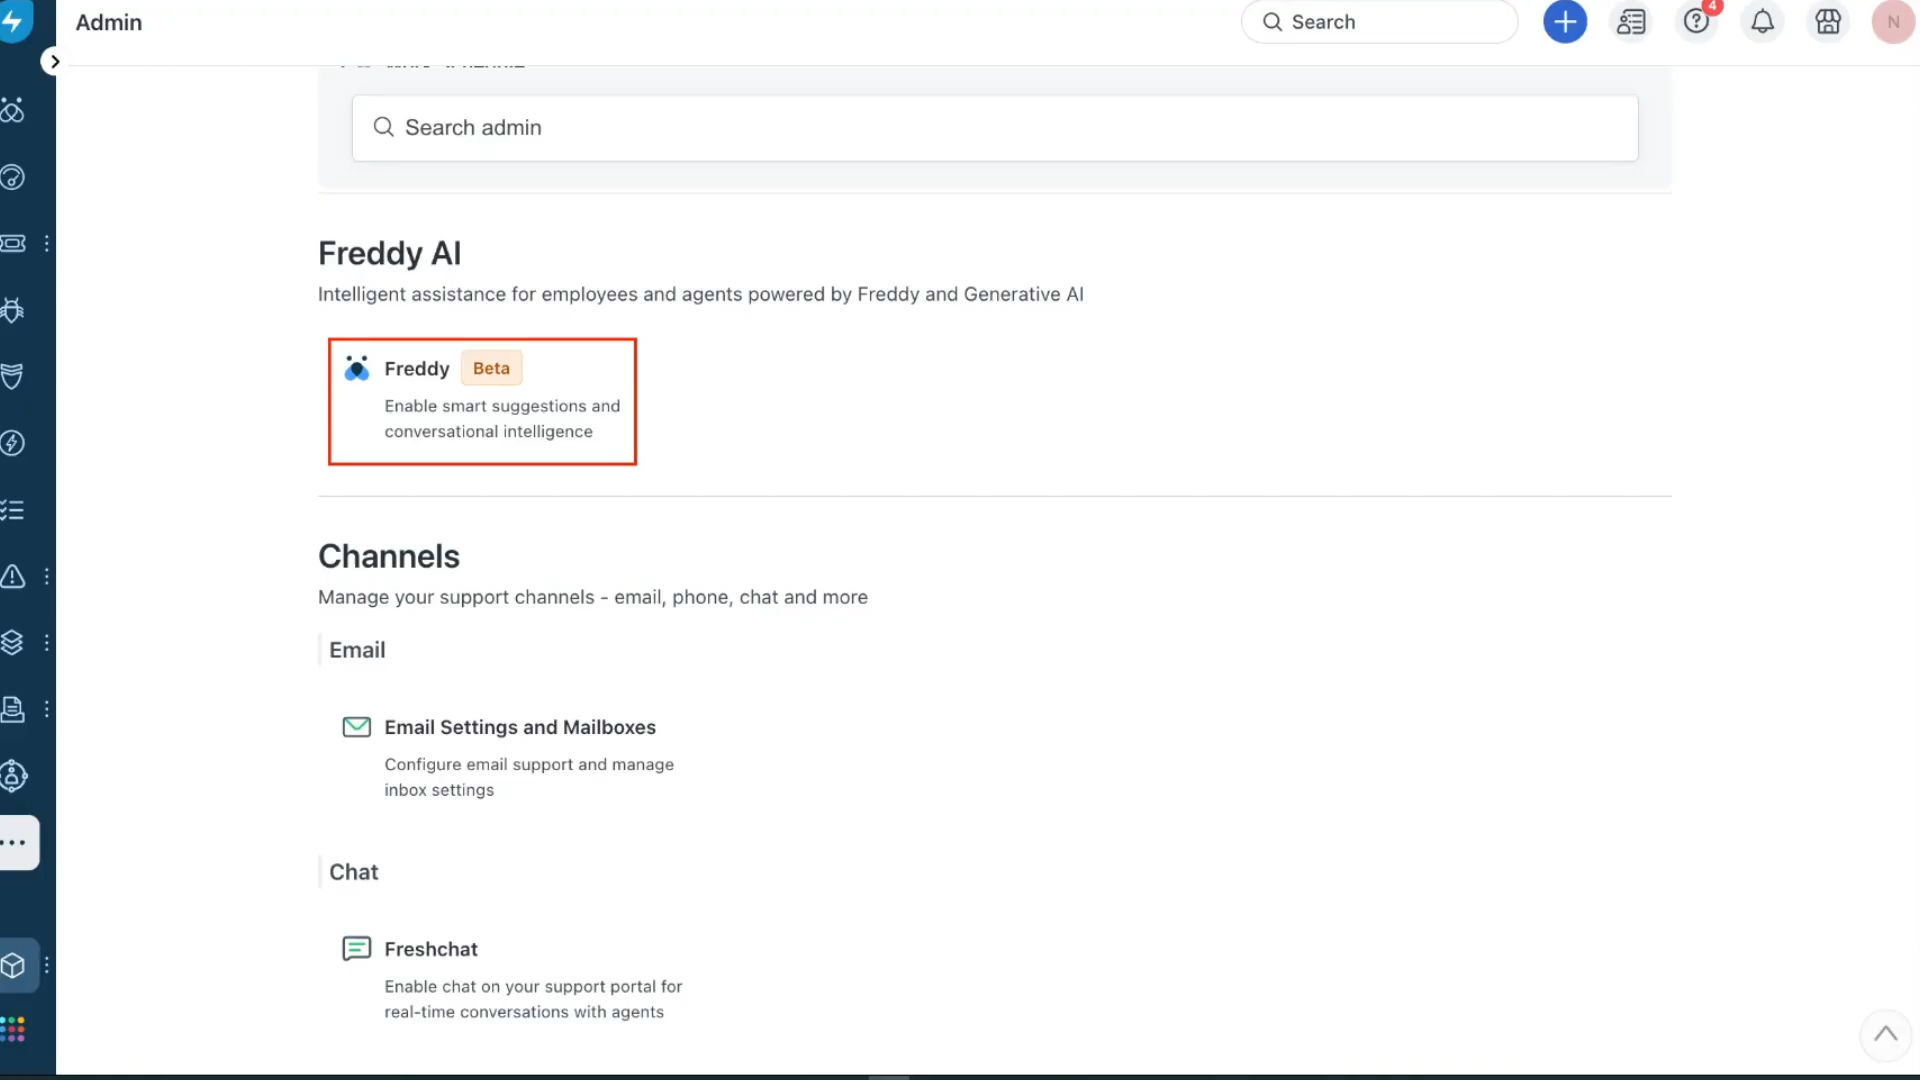 Admin
Search
4
N
Search admin
Freddy AI
Intelligent assistance for employees and agents powered by Freddy and Generative AI
Freddy Beta
Enable smart suggestions and
conversational intelligence
Channels
Manage your support channels - email, phone, chat and more
Email
Email Settings and Mailboxes
Configure email support and manage
inbox settings
Chat
Freshchat
Enable chat on your support portal for
real-time conversations with agents